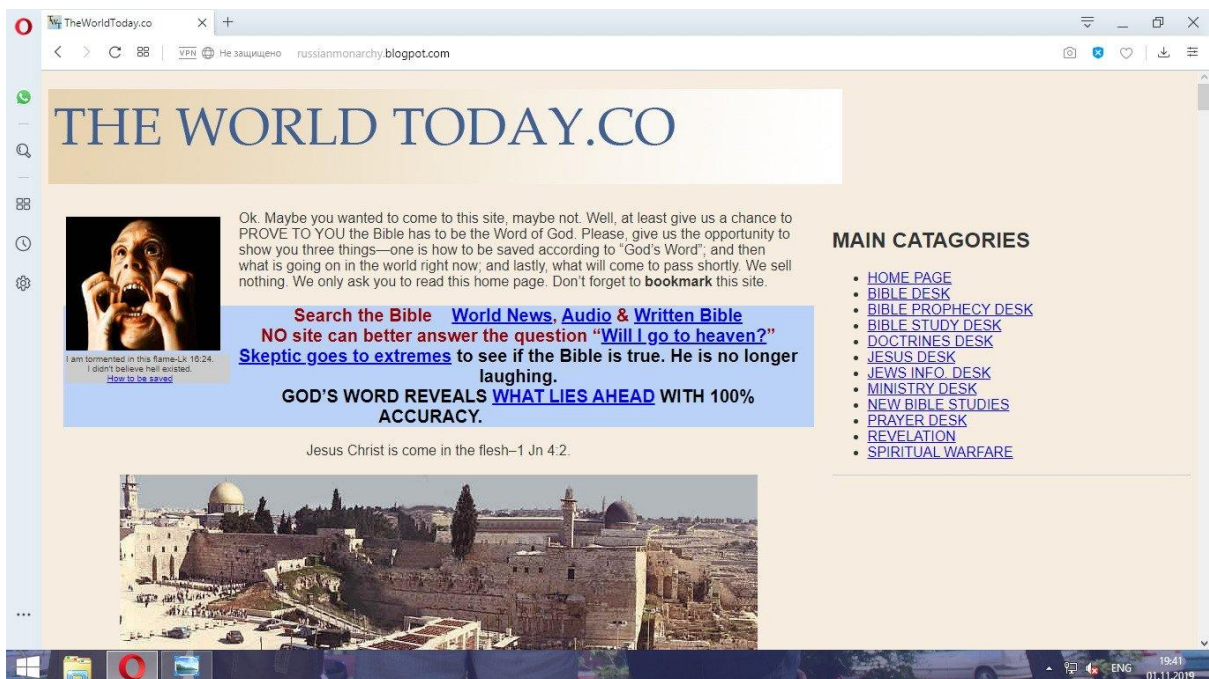 TheWorldToday.co
VPN
Не защищено
russianmonarchy.blogpot.com
THE WORLD TODAY.CO
Ok. Maybe you wanted to come to this site, maybe not. Well, at least give us a chance to
PROVE TO YOU the Bible has to be the Word of God. Please, give us the opportunity to
show you three things—one is how to be saved according to “God’s Word”; and then
what is going on in the world right now; and lastly, what will come to pass shortly. We sell
nothing. We only ask you to read this home page. Don’t forget to bookmark this site.
I am tormented in this flame-Lk 16:24.
I didn't believe hell existed.
How to be saved
Search the Bible World News, Audio & Written Bible
NO site can better answer the question “Will I go to heaven?”
Skeptic goes to extremes to see if the Bible is true. He is no longer
laughing.
GOD’S WORD REVEALS WHAT LIES AHEAD WITH 100%
ACCURACY.
Jesus Christ is come in the flesh–1 Jn 4:2.
MAIN CATAGORIES
HOME PAGE
BIBLE DESK
BIBLE PROPHECY DESK
BIBLE STUDY DESK
DOCTRINES DESK
JESUS DESK
JEWS INFO. DESK
MINISTRY DESK
NEW BIBLE STUDIES
PRAYER DESK
REVELATION
SPIRITUAL WARFARE
ENG
19:41
01.11.2019